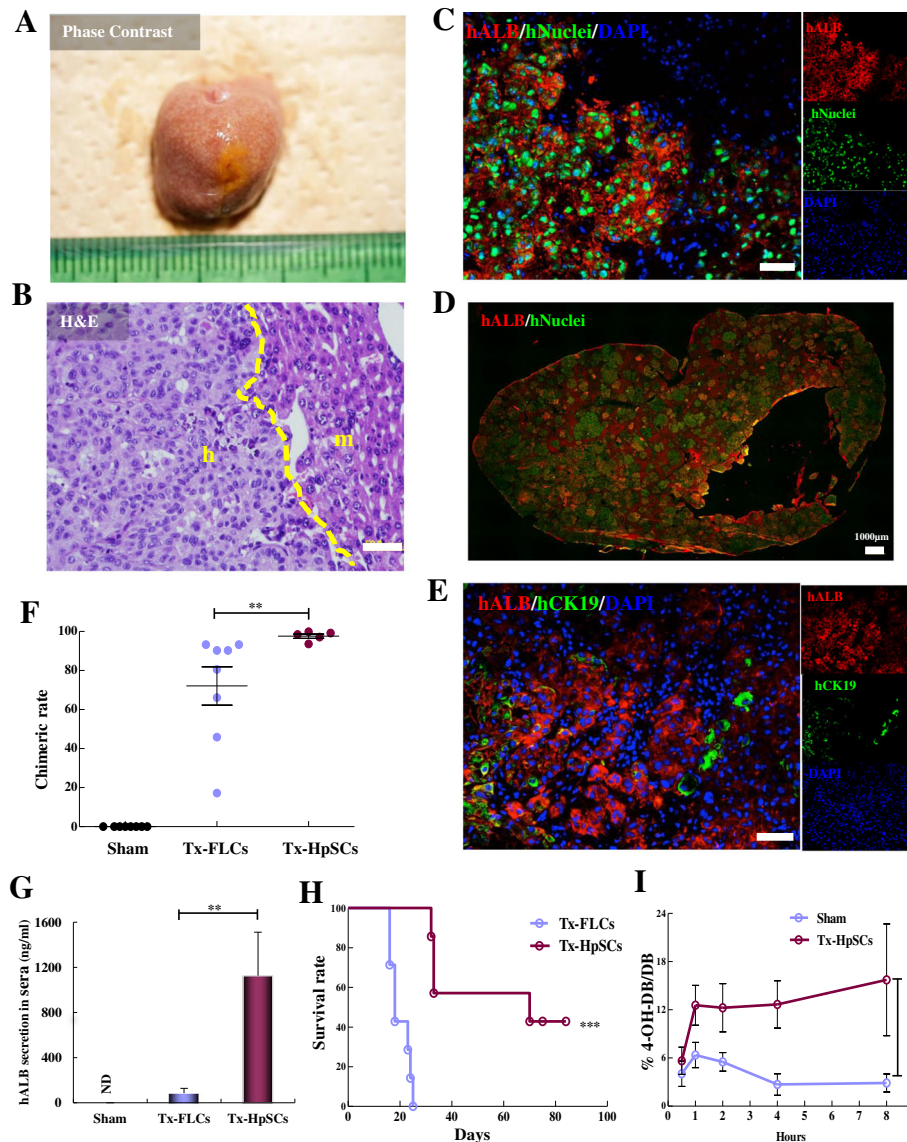 A
Phase Contrast
B
H&E
h
m
C
hALB/hNuclei/DAPI
hALB
hNuclei
DAPI
D
hALB/hNuclei
1000μm
E
hALB/hCK19/DAPI
hALB
hCK19
DAPI
F
**
Chimeric rate
100
80
60
40
20
0
Sham
Tx-FLCs
Tx-HpSCs
G
**
hALB secretion in sera (ng/ml)
1600
1200
800
400
0
ND
Sham
Tx-FLCs
Tx-HpSCs
H
Tx-FLCs
Tx-HpSCs
Survival rate
100
80
60
40
20
0
***
0 20 40 60 80 100
Days
I
Sham
Tx-HpSCs
% 4-OH-DB/DB
24
18
12
6
0
1 2 3 4 5 6 7 8
Hours